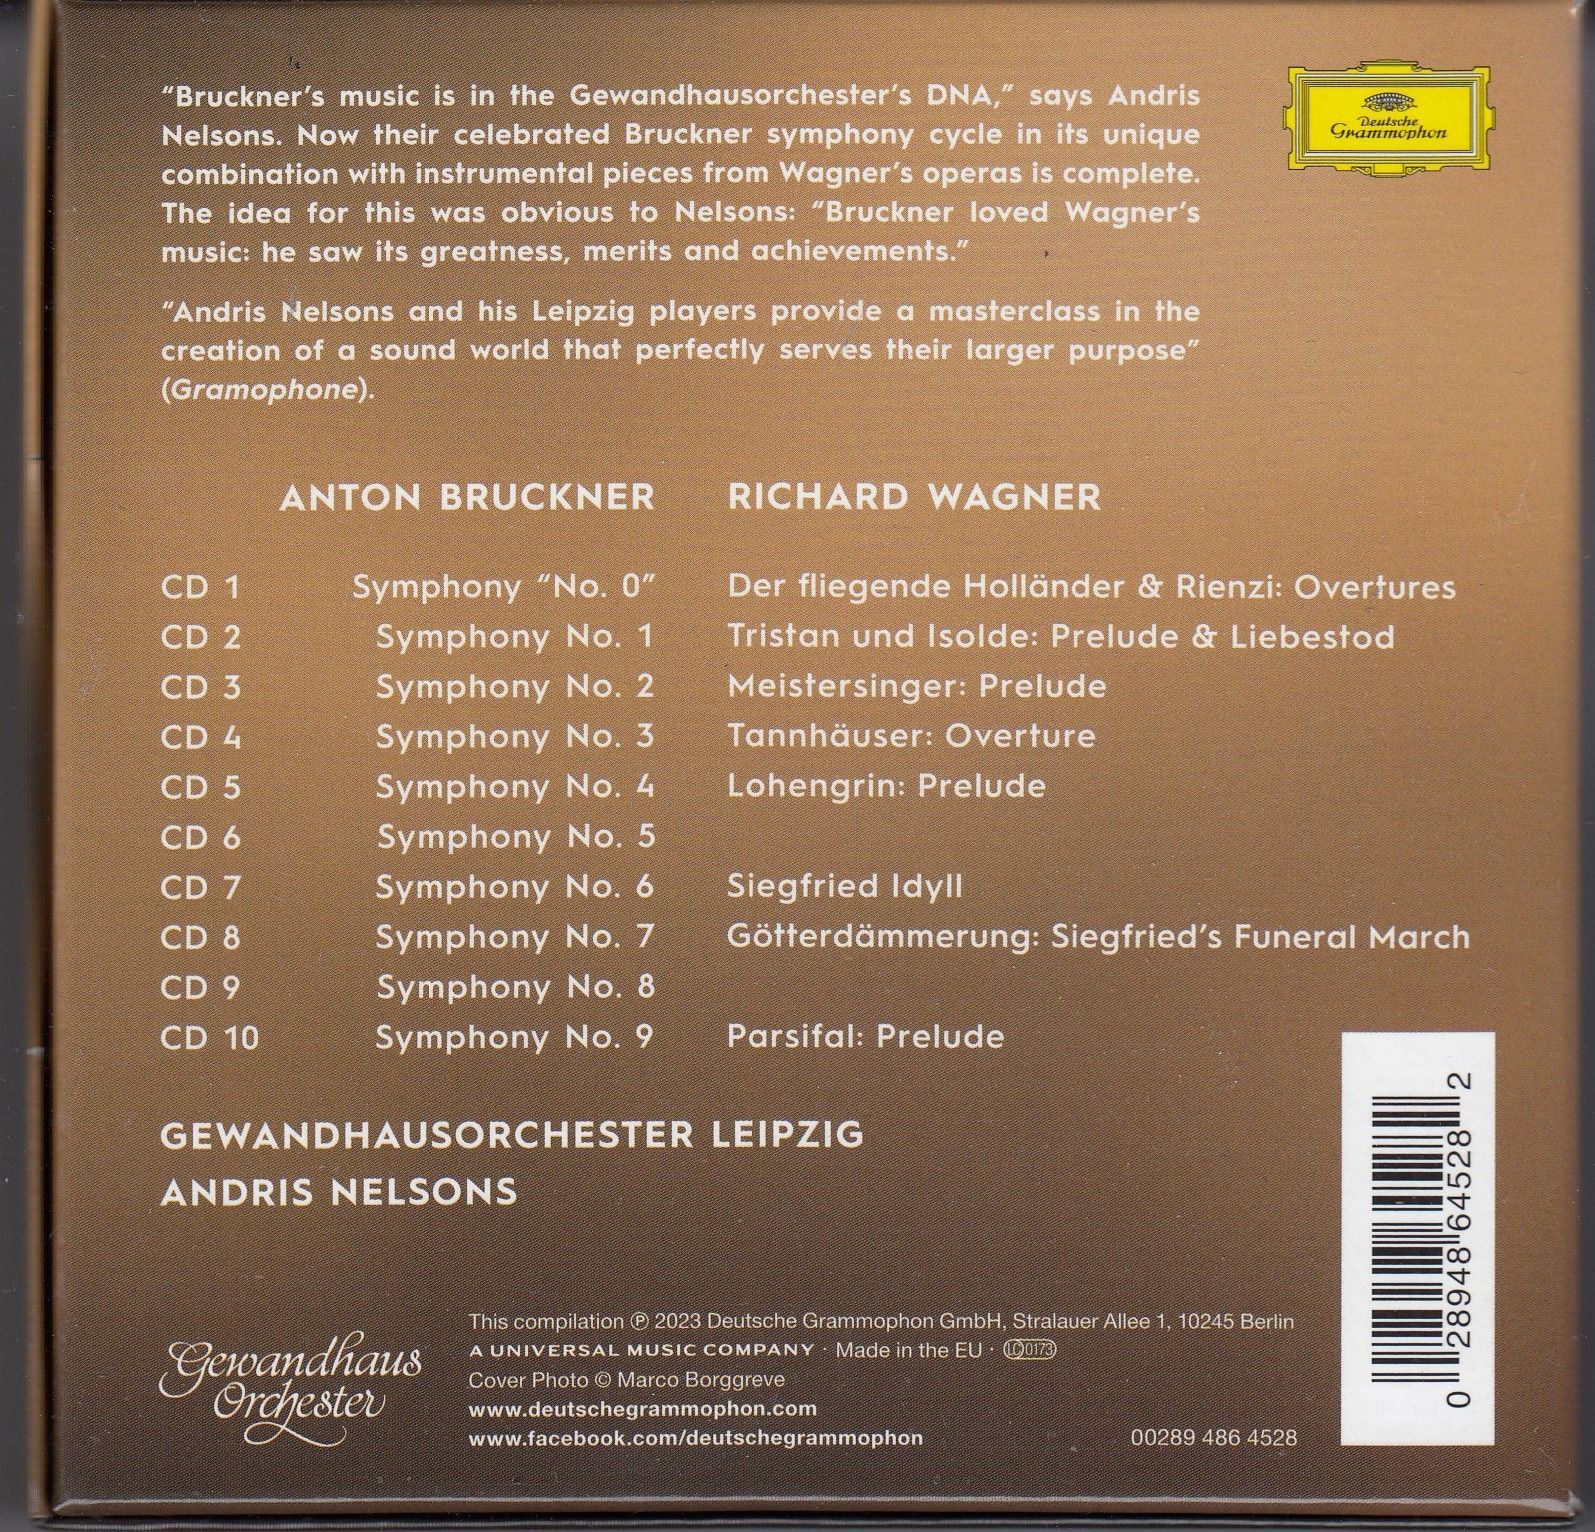 “Bruckner’s music is in the Gewandhausorchester’s DNA,” says Andris
Nelsons. Now their celebrated Bruckner symphony cycle in its unique
combination with instrumental pieces from Wagner’s operas is complete.
The idea for this was obvious to Nelsons: “Bruckner loved Wagner’s
music: he saw its greatness, merits and achievements.”
“Andris Nelsons and his Leipzig players provide a masterclass in the
creation of a sound world that perfectly serves their larger purpose”
(Gramophone).
Deutsche
Grammophon
ANTON BRUCKNER RICHARD WAGNER
CD 1 Symphony “No. 0” Der fliegende Holländer & Rienzi: Overtures
CD 2 Symphony No. 1 Tristan und Isolde: Prelude & Liebestod
CD 3 Symphony No. 2 Meistersinger: Prelude
CD 4 Symphony No. 3 Tannhäuser: Overture
CD 5 Symphony No. 4 Lohengrin: Prelude
CD 6 Symphony No. 5
CD 7 Symphony No. 6 Siegfried Idyll
CD 8 Symphony No. 7 Götterdämmerung: Siegfried’s Funeral March
CD 9 Symphony No. 8
CD 10 Symphony No. 9 Parsifal: Prelude
GEWANDHAUSORCHESTER LEIPZIG
ANDRIS NELSONS
Gewandhaus
Orchester
This compilation ℗ 2023 Deutsche Grammophon GmbH, Stralauer Allee 1, 10245 Berlin
A UNIVERSAL MUSIC COMPANY · Made in the EU · LC 0173
Cover Photo © Marco Borggreve
www.deutschegrammophon.com
www.facebook.com/deutschegrammophon
00289 486 4528
0 28948 64528 2